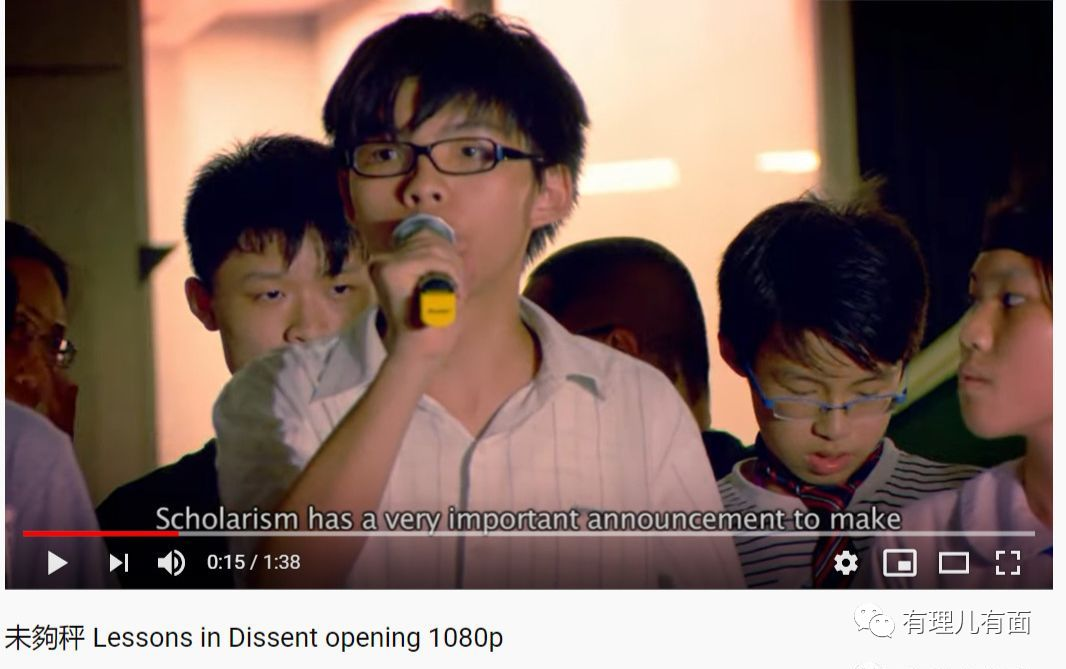 Scholarism has a very important announcement to make
0:15 / 1:38
未夠秤 Lessons in Dissent opening 1080p
有理儿有面